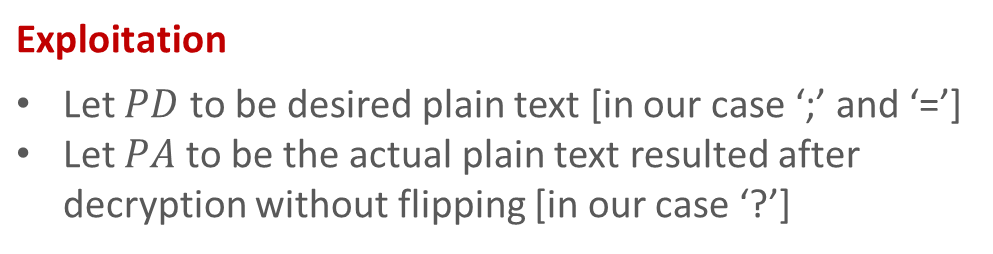 Exploitation
• Let PD to be desired plain text [in our case ‘;’ and ‘=’]
• Let PA to be the actual plain text resulted after
decryption without flipping [in our case ‘?’]